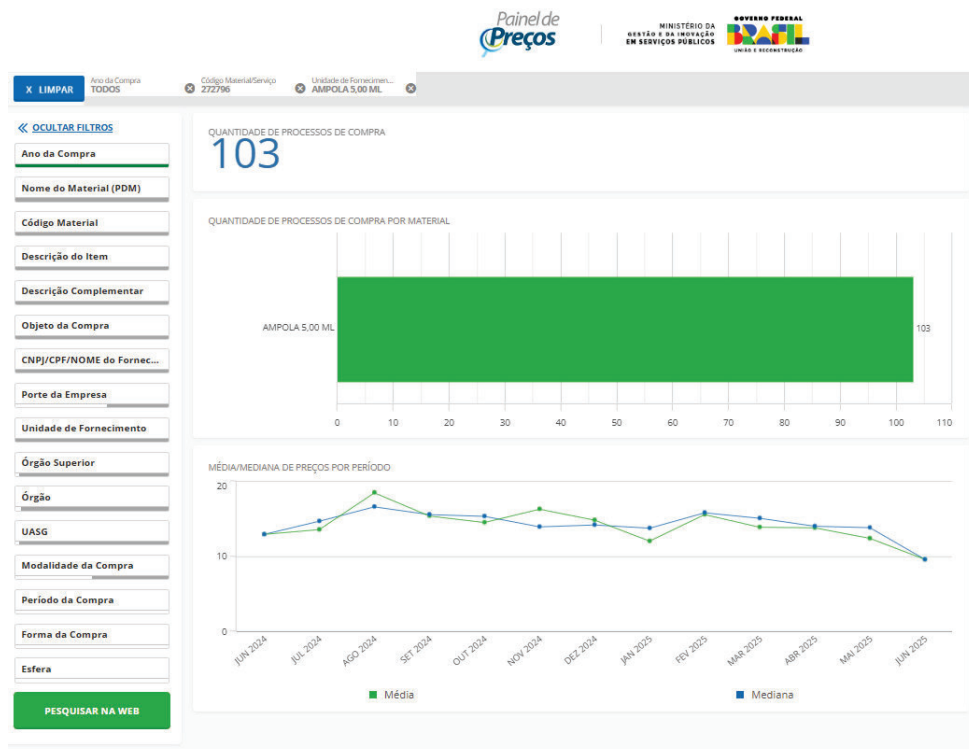 Painel de
Preços
MINISTÉRIO DA
GESTÃO E DA INOVAÇÃO
EM SERVIÇOS PÚBLICOS
GOVERNO FEDERAL
BRASIL
UNIÃO E RECONSTRUÇÃO
X LIMPAR
Ano da Compra
TODOS
Código Material/Serviço
272796
Unidade de Fornecimen...
AMPOLA 5,00 ML
OCULTAR FILTROS
Ano da Compra
Nome do Material (PDM)
Código Material
Descrição do Item
Descrição Complementar
Objeto da Compra
CNPJ/CPF/NOME do Fornec...
Porte da Empresa
Unidade de Fornecimento
Órgão Superior
Órgão
UASG
Modalidade da Compra
Período da Compra
Forma da Compra
Esfera
PESQUISAR NA WEB
QUANTIDADE DE PROCESSOS DE COMPRA
103
QUANTIDADE DE PROCESSOS DE COMPRA POR MATERIAL
AMPOLA 5,00 ML
103
0 10 20 30 40 50 60 70 80 90 100 110
MÉDIA/MEDIANA DE PREÇOS POR PERÍODO
20
10
0
JUN 2024 JUL 2024 AGO 2024 SET 2024 OUT 2024 NOV 2024 DEZ 2024 JAN 2025 FEV 2025 MAR 2025 ABR 2025 MAI 2025 JUN 2025
Média Mediana